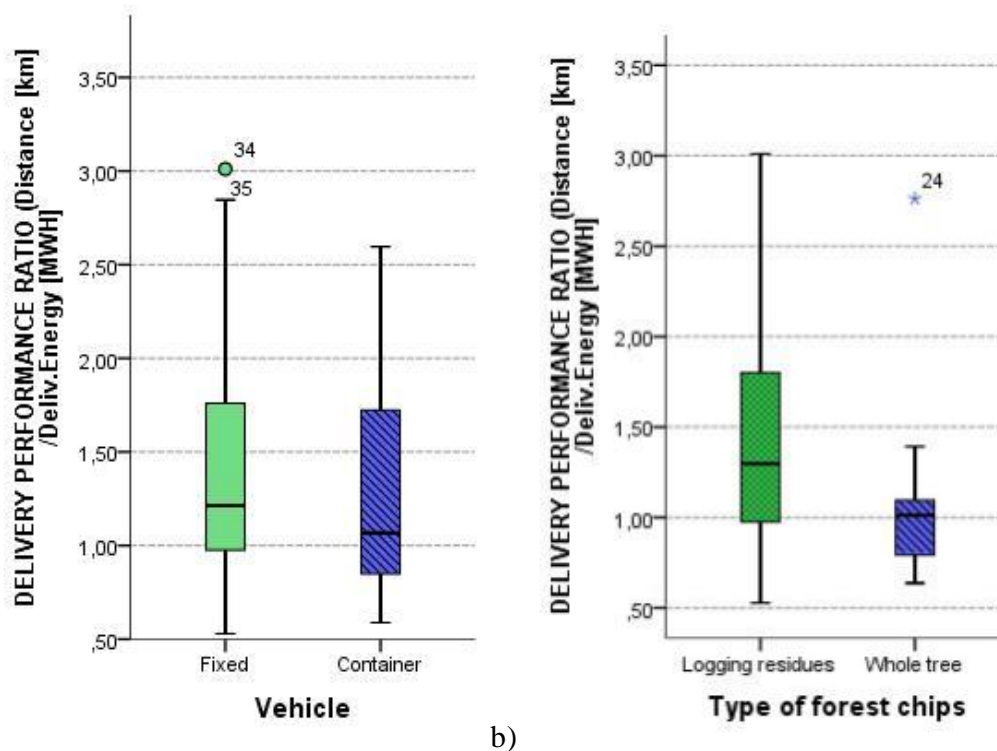 DELIVERY PERFORMANCE RATIO (Distance [km]
/Deliv.Energy [MWH]
3,50
3,00
2,50
2,00
1,50
1,00
,50
34
35
Fixed
Container
Vehicle
DELIVERY PERFORMANCE RATIO (Distance [km]
/Deliv.Energy [MWH]
3,50
3,00
2,50
2,00
1,50
1,00
,50
24
Logging residues
Whole tree
Type of forest chips
b)